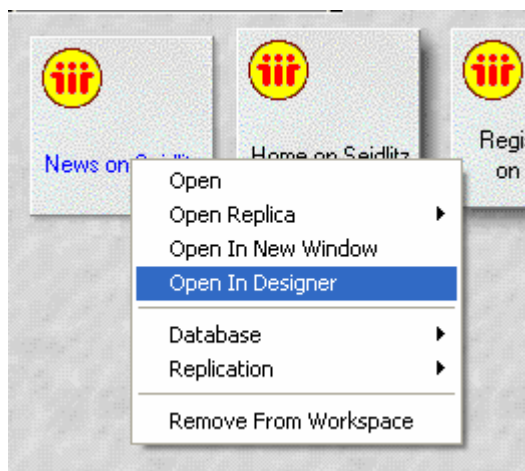 News on
Home on Seidlitz
on
Open
Open Replica
Open In New Window
Open In Designer
Database
Replication
Remove From Workspace